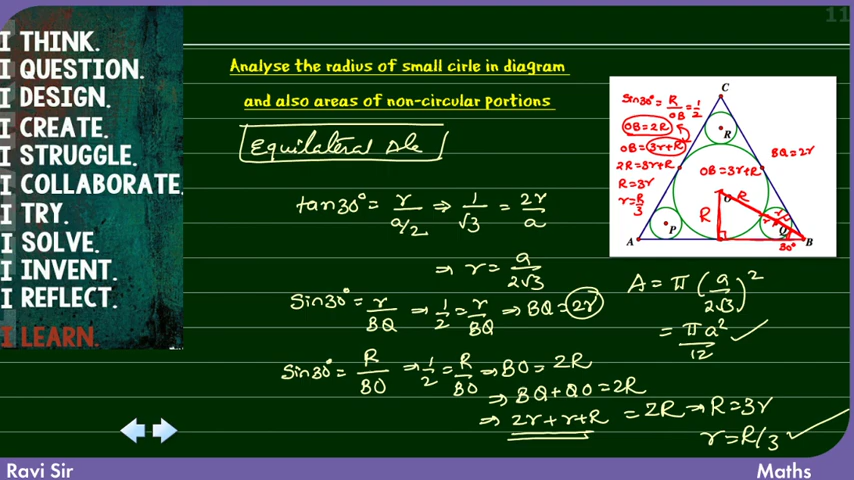 11
I THINK.
I QUESTION.
I DESIGN.
I CREATE.
I STRUGGLE.
I COLLABORATE.
I TRY.
I SOLVE.
I INVENT.
I REFLECT.
I LEARN.
Analyse the radius of small cirle in diagram
and also areas of non-circular portions
Equilateral sle
tan30° = r/(a/2) ⇒ 1/√3 = 2r/a
⇒ r = a/2√3
Sin30° = r/BQ ⇒ 1/2 = r/BQ ⇒ BQ = 2r
Sin30° = R/BO ⇒ 1/2 = R/BO ⇒ BO = 2R
⇒ BQ + QO = 2R
⇒ 2r + r + R = 2R ⇒ R = 3r
r = R/3
A = π (a/2√3)²
= πa²/12
C
Sin30° = R/OB = 1/2
OB = 2R
OB = 3r+R
2R = 3r+R
R = 3r
r = R/3
R
BQ = 2r
OB = 3r+R
O
R
R
r
r
P
Q
A
B
30°
Ravi Sir
Maths